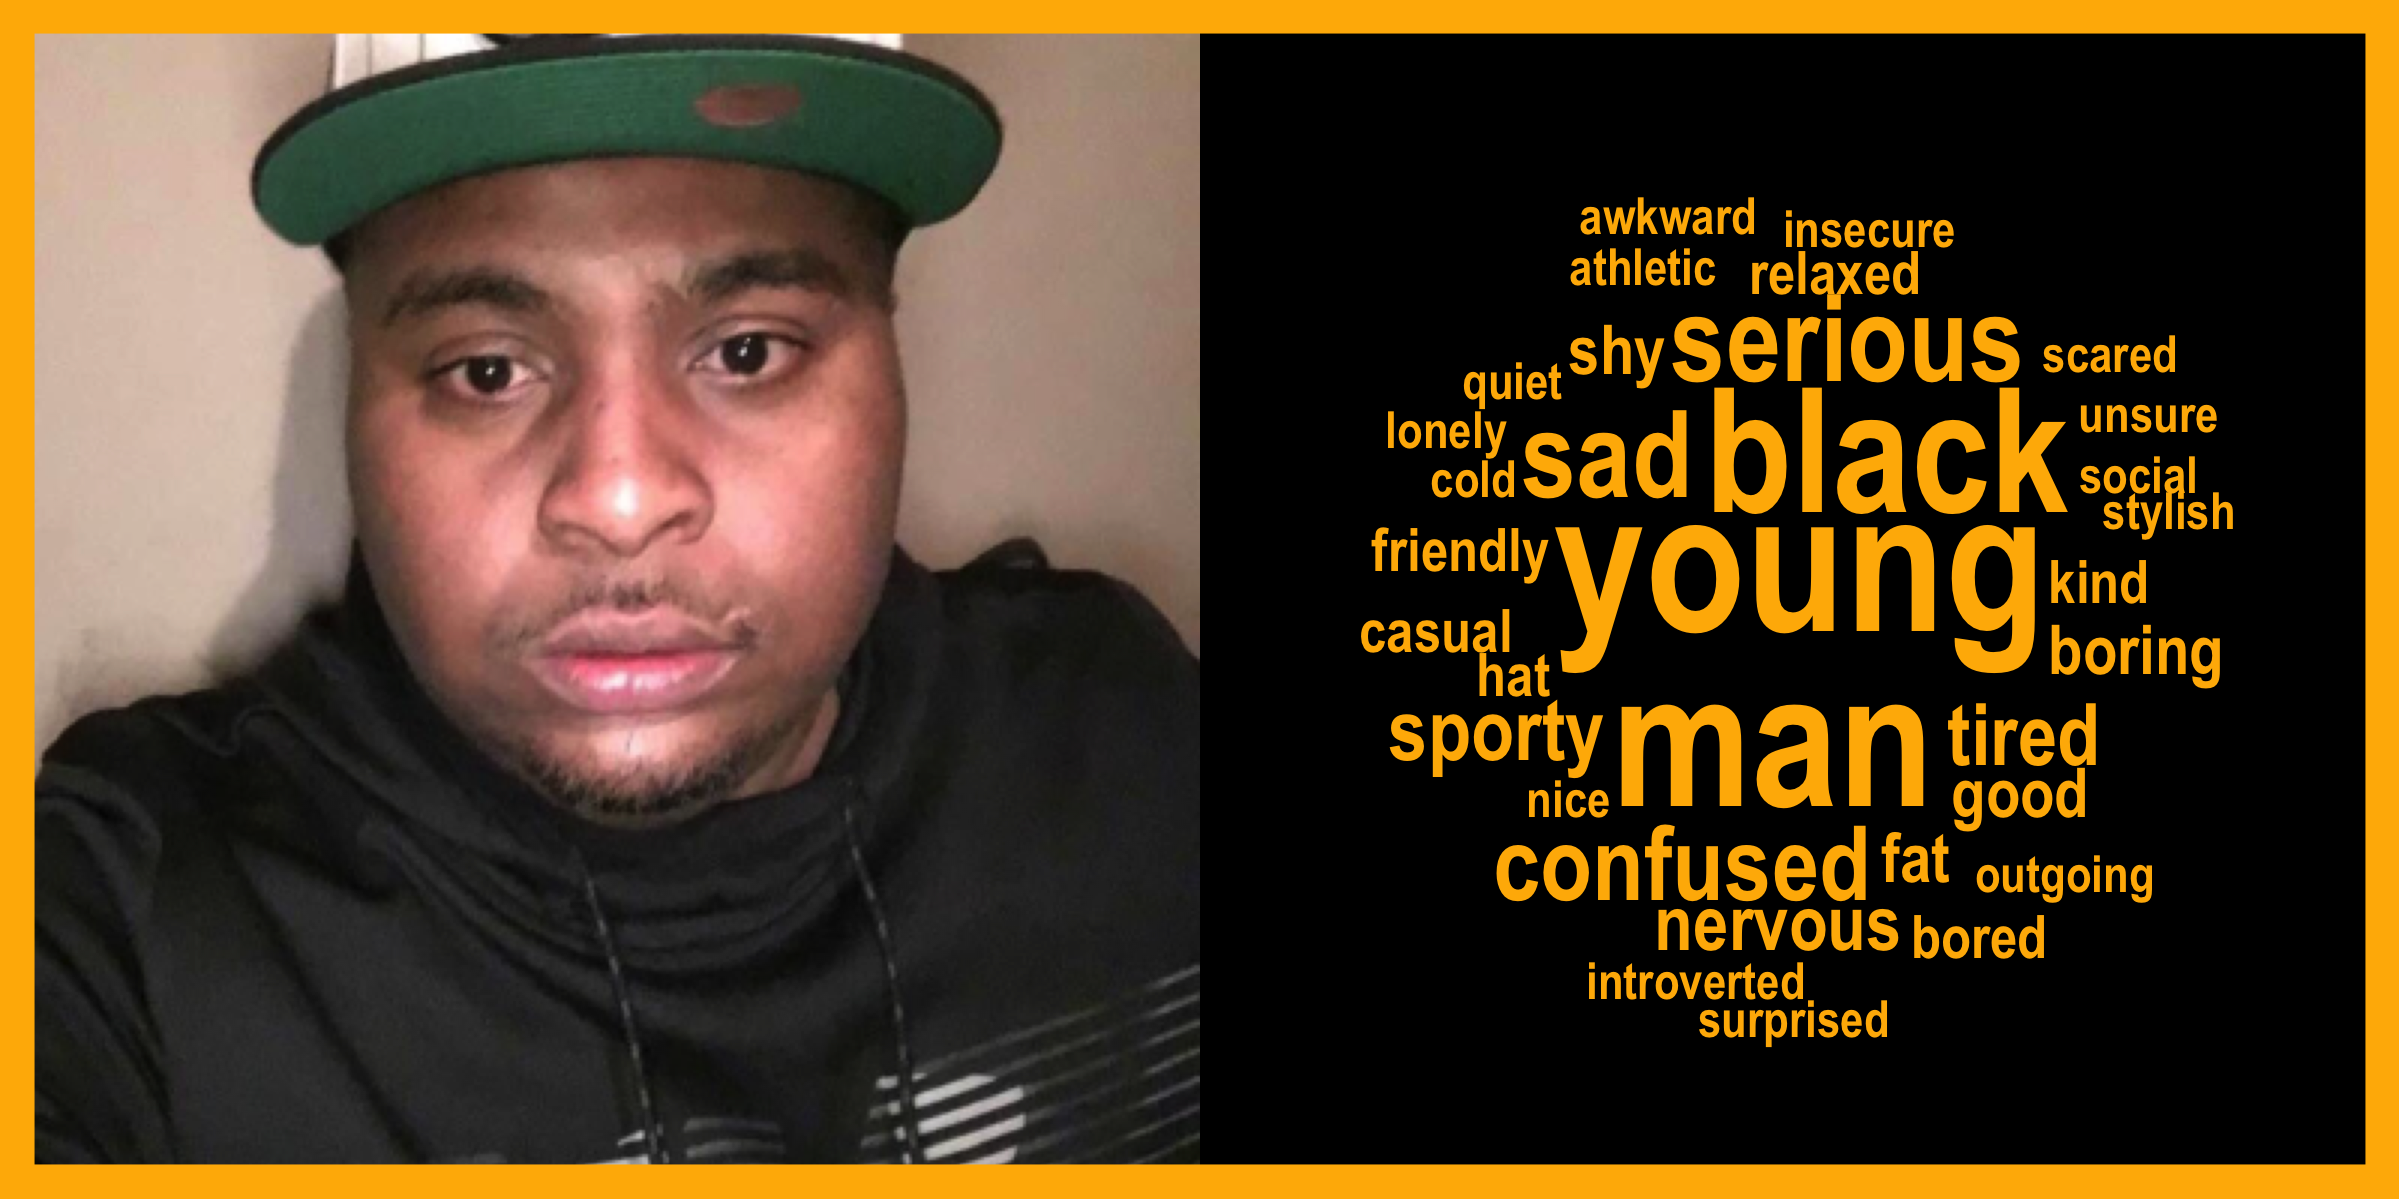 awkward insecure
athletic relaxed
shy serious scared
quiet
lonely sad black unsure
cold social
stylish
friendly young kind
casual boring
hat
sporty man tired
nice good
confused fat outgoing
nervous bored
introverted
surprised